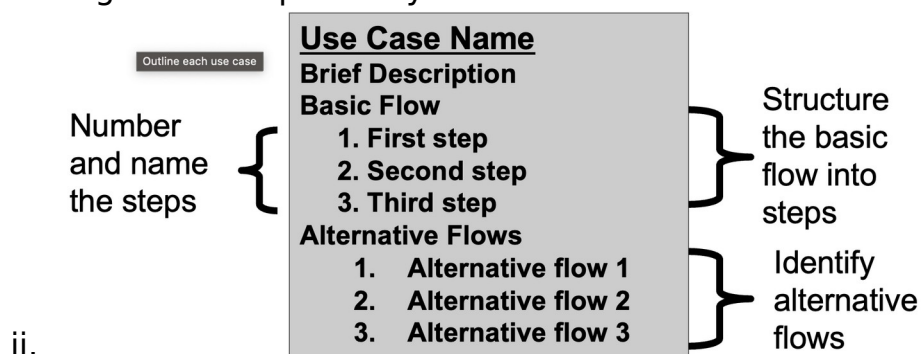 Outline each use case
Use Case Name
Brief Description
Basic Flow
1. First step
2. Second step
3. Third step
Alternative Flows
1. Alternative flow 1
2. Alternative flow 2
3. Alternative flow 3
Number
and name
the steps
Structure
the basic
flow into
steps
Identify
alternative
flows
ii.